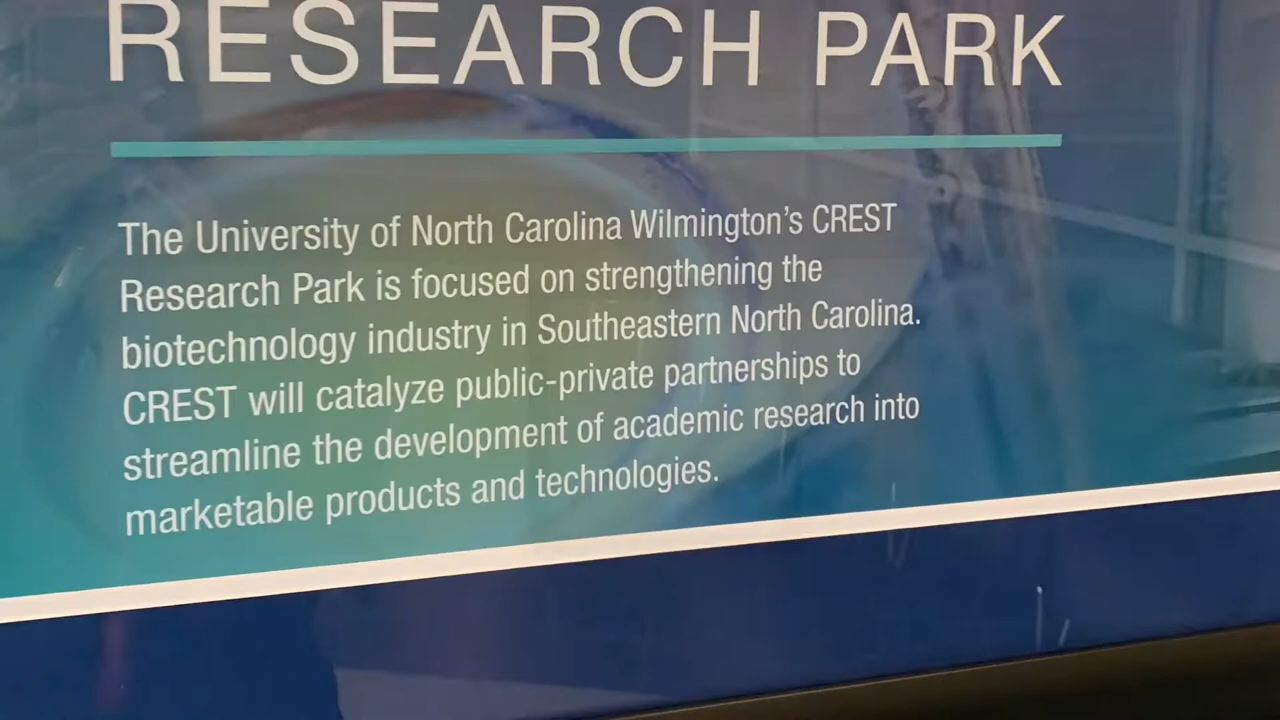 RESEARCH PARK
The University of North Carolina Wilmington's CREST
Research Park is focused on strengthening the
biotechnology industry in Southeastern North Carolina.
CREST will catalyze public-private partnerships to
streamline the development of academic research into
marketable products and technologies.